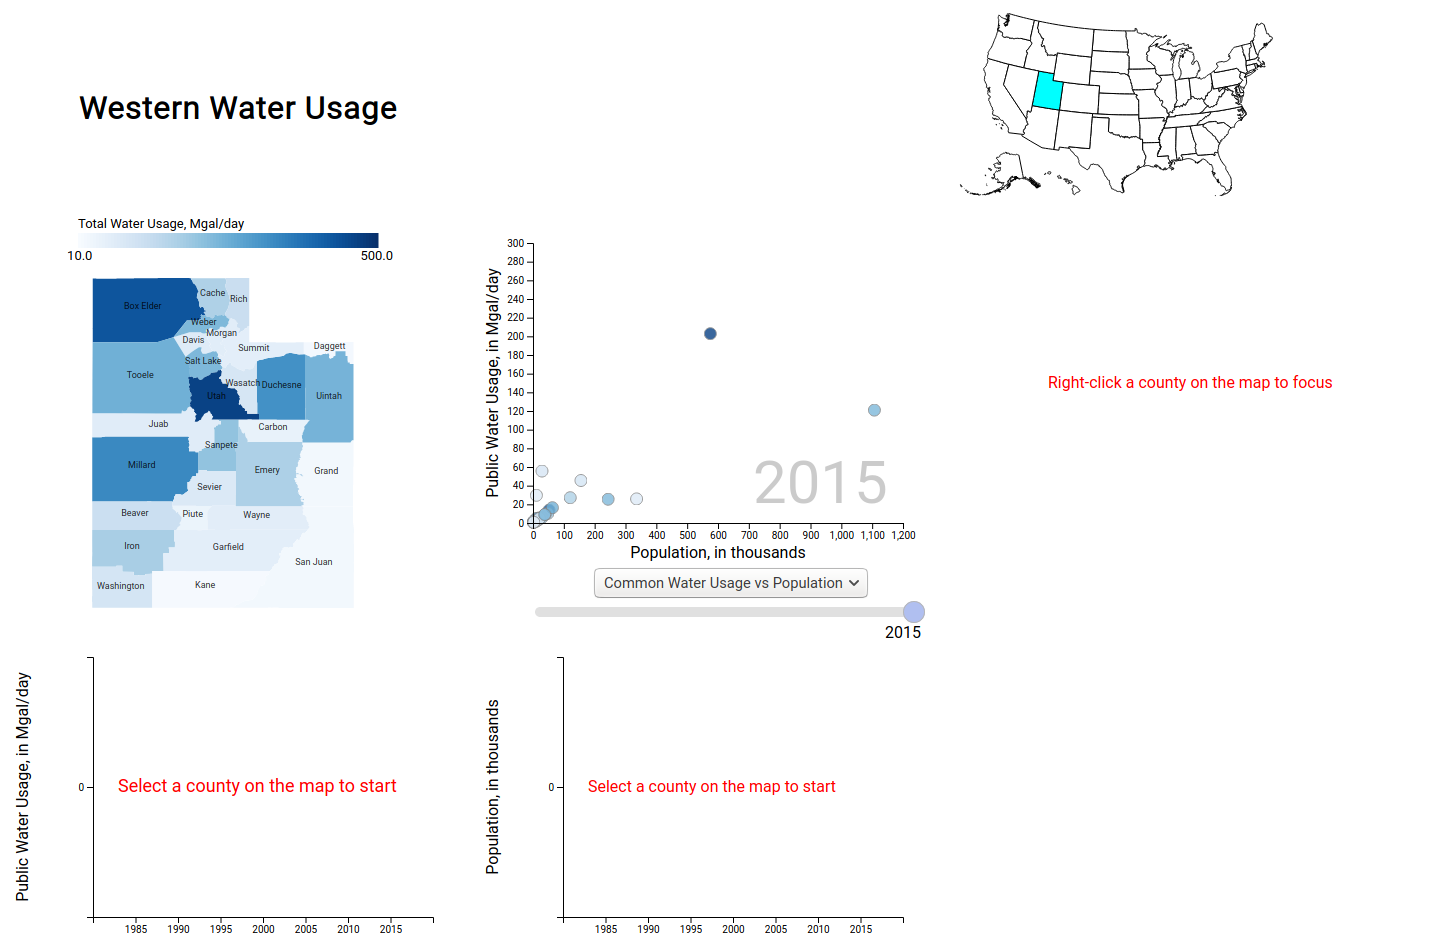 Western Water Usage
Total Water Usage, Mgal/day
10.0 500.0
Box Elder
Cache
Rich
Weber
Morgan
Davis
Summit
Daggett
Salt Lake
Tooele
Wasatch
Duchesne
Utah
Uintah
Juab
Carbon
Sanpete
Millard
Emery
Grand
Sevier
Beaver
Piute
Wayne
Iron
Garfield
San Juan
Washington
Kane
Public Water Usage, in Mgal/day
300
280
260
240
220
200
180
160
140
120
100
80
60
40
20
0
2015
0 100 200 300 400 500 600 700 800 900 1,000 1,100 1,200
Population, in thousands
Common Water Usage vs Population
2015
Right-click a county on the map to focus
Public Water Usage, in Mgal/day
0
Select a county on the map to start
1985 1990 1995 2000 2005 2010 2015
Population, in thousands
0
Select a county on the map to start
1985 1990 1995 2000 2005 2010 2015